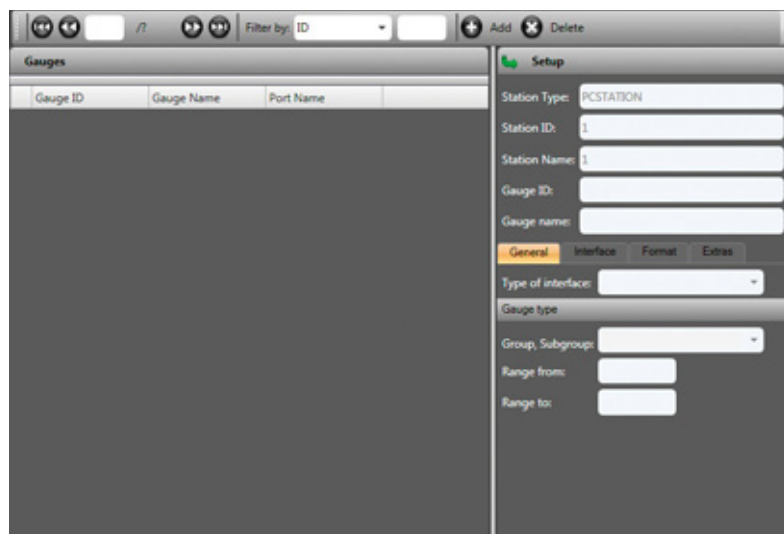 /? Filter by: ID Add Delete
Gauges
Gauge ID Gauge Name Port Name
Setup
Station Type: PCSTATION
Station ID: 1
Station Name: 1
Gauge ID:
Gauge name:
General Interface Format Extras
Type of interface:
Gauge type
Group, Subgroup:
Range from:
Range to: